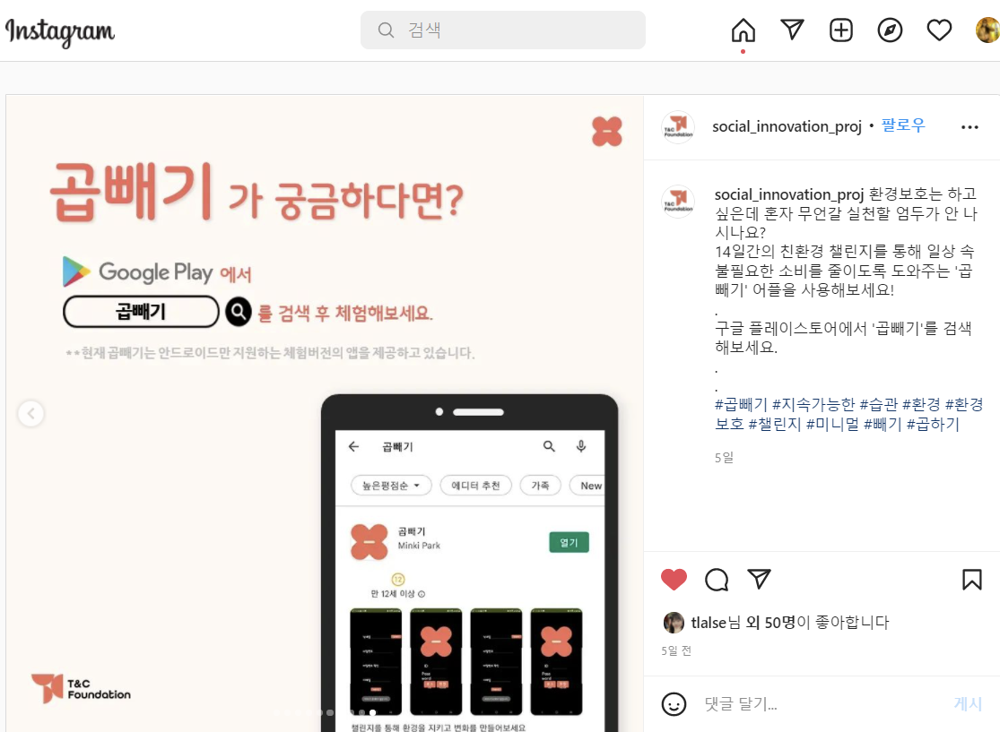 Instagram
검색
곱빼기 가 궁금하다면?
Google Play 에서
곱빼기 를 검색 후 체험해보세요.
**현재 곱빼기는 안드로이드만 지원하는 체험버전의 앱을 제공하고 있습니다.
곱빼기
높은평점순
에디터 추천
가족
New
곱빼기
Minki Park
열기
12
만 12세 이상
챌린지를 통해 환경을 지키고 변화를 만들어보세요
T&C
Foundation
T&C
Foundation
social_innovation_proj • 팔로우
T&C
Foundation
social_innovation_proj 환경보호는 하고
싶은데 혼자 무언갈 실천할 엄두가 안 나
시나요?
14일간의 친환경 챌린지를 통해 일상 속
불필요한 소비를 줄이도록 도와주는 '곱
빼기' 어플을 사용해보세요!
.
구글 플레이스토어에서 '곱빼기'를 검색
해보세요.
.
.
#곱빼기 #지속가능한 #습관 #환경 #환경
보호 #챌린지 #미니멀 #빼기 #곱하기
5일
tlalse님 외 50명이 좋아합니다
5일 전
댓글 달기...
게시